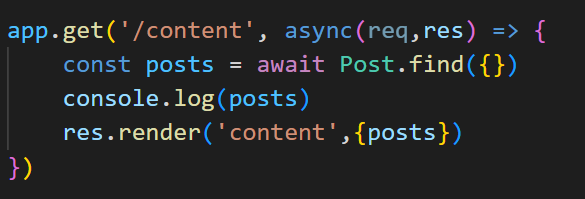 app.get('/content', async(req,res) => {
    const posts = await Post.find({})
    console.log(posts)
    res.render('content',{posts})
})